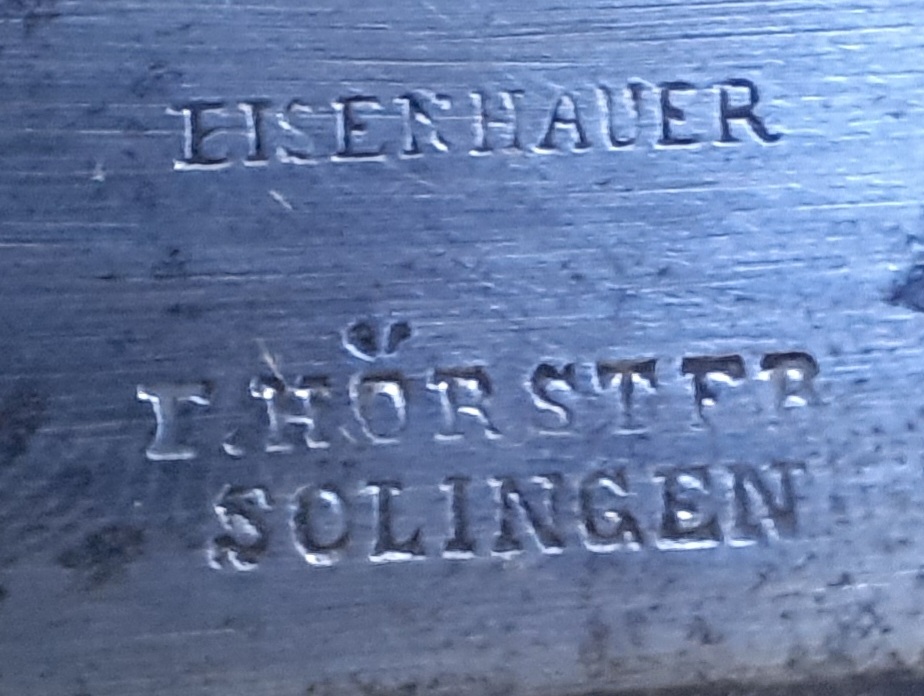 EISENHAUER
F. HÖRSTER
SOLINGEN